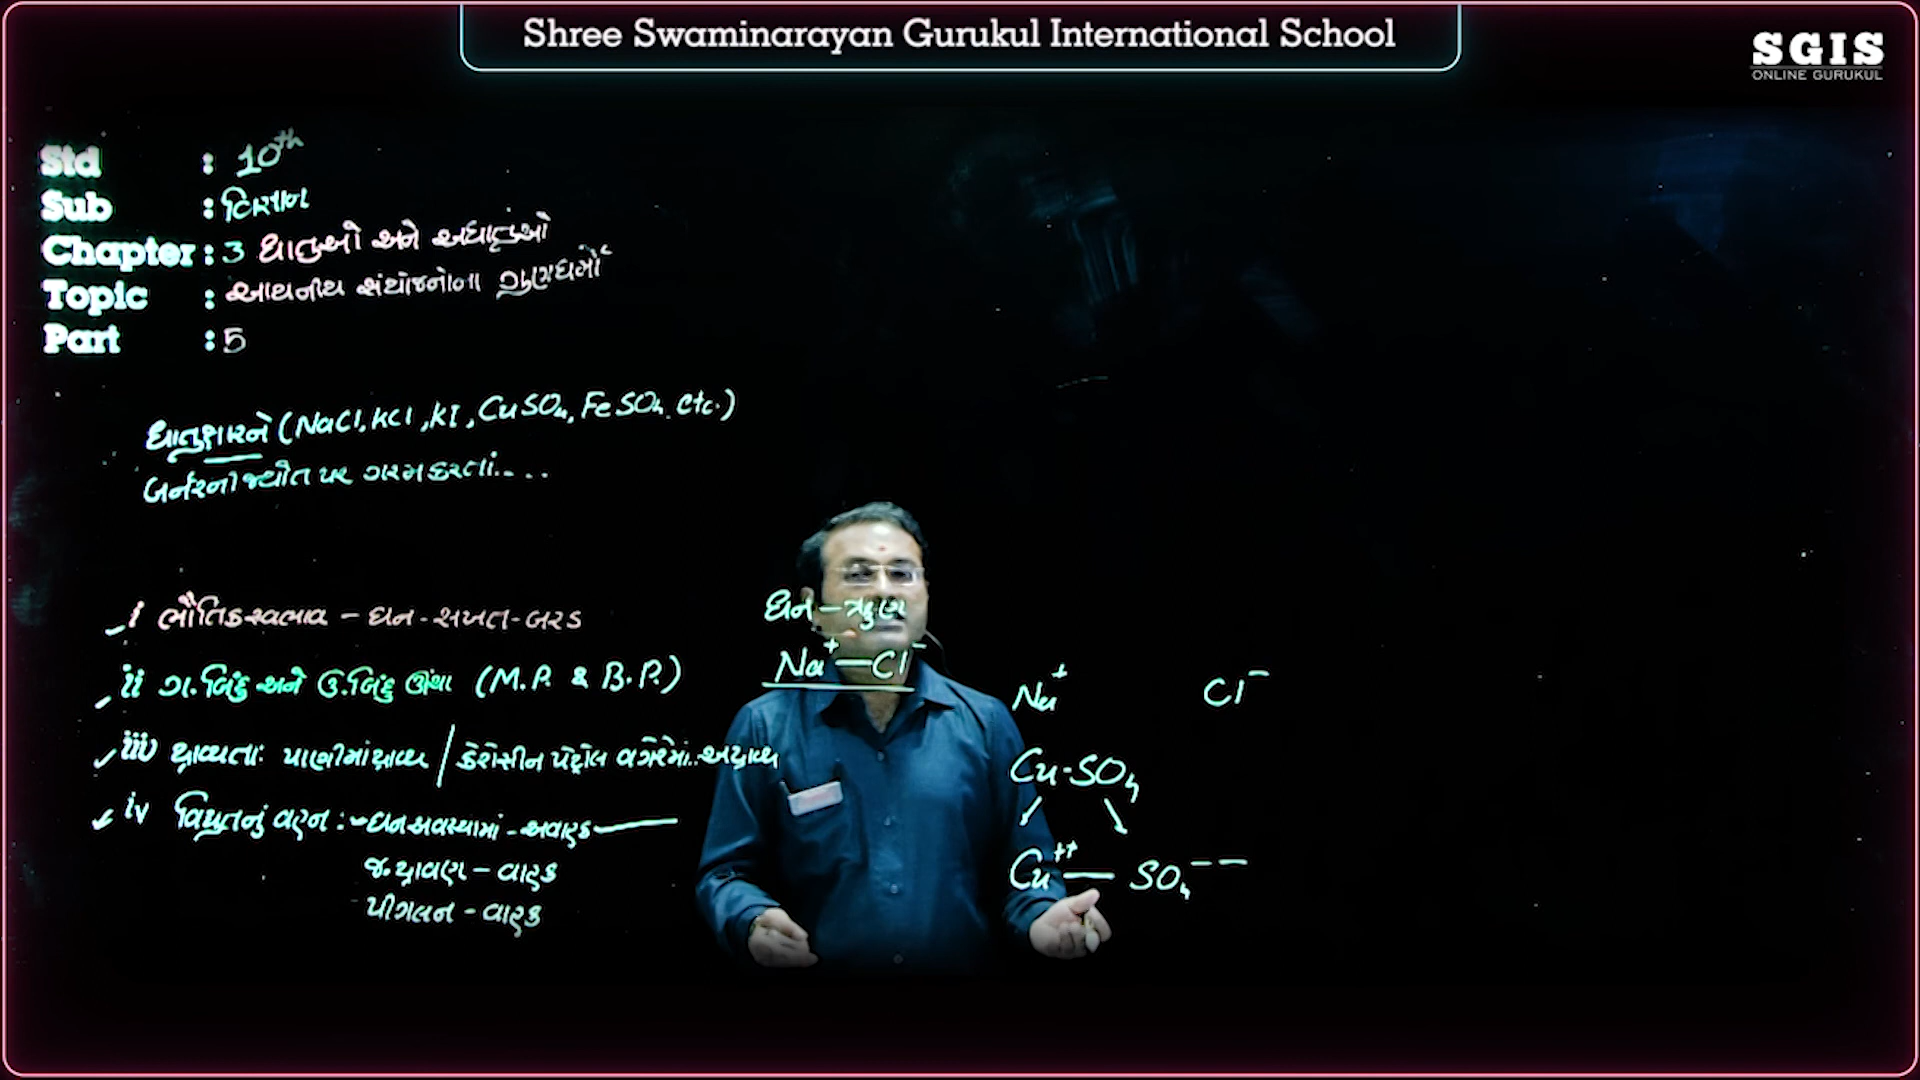 Shree Swaminarayan Gurukul International School
SGIS
ONLINE GURUKUL
Std : 10th
Sub : વિજ્ઞાન
Chapter : 3 ધાતુઓ અને અધાતુઓ
Topic : આયનીય સંયોજનોના ગુણધર્મો
Part : 5
ધાતુક્ષારને (NaCl, KCl, KI, CuSO4, FeSO4 etc.)
બર્નરની જ્યોત પર ગરમ કરતાં....
i ભૌતિક સ્વભાવ - ઘન - સખત - બરડ
ii ગ.બિંદુ અને ઉ.બિંદુ ઊંચા (M.P. & B.P.)
iii દ્રાવ્યતા: પાણીમાં દ્રાવ્ય / કેરોસીન પેટ્રોલ વગેરેમાં..અદ્રાવ્ય
iv વિદ્યુતનું વહન : - ઘન અવસ્થામાં - અવાહક
જ. દ્રાવણ - વાહક
પીગલન - વાહક
ધન - ઋણ
Na+ — Cl-
Na+ Cl-
Cu-SO4
Cu++ — SO4--